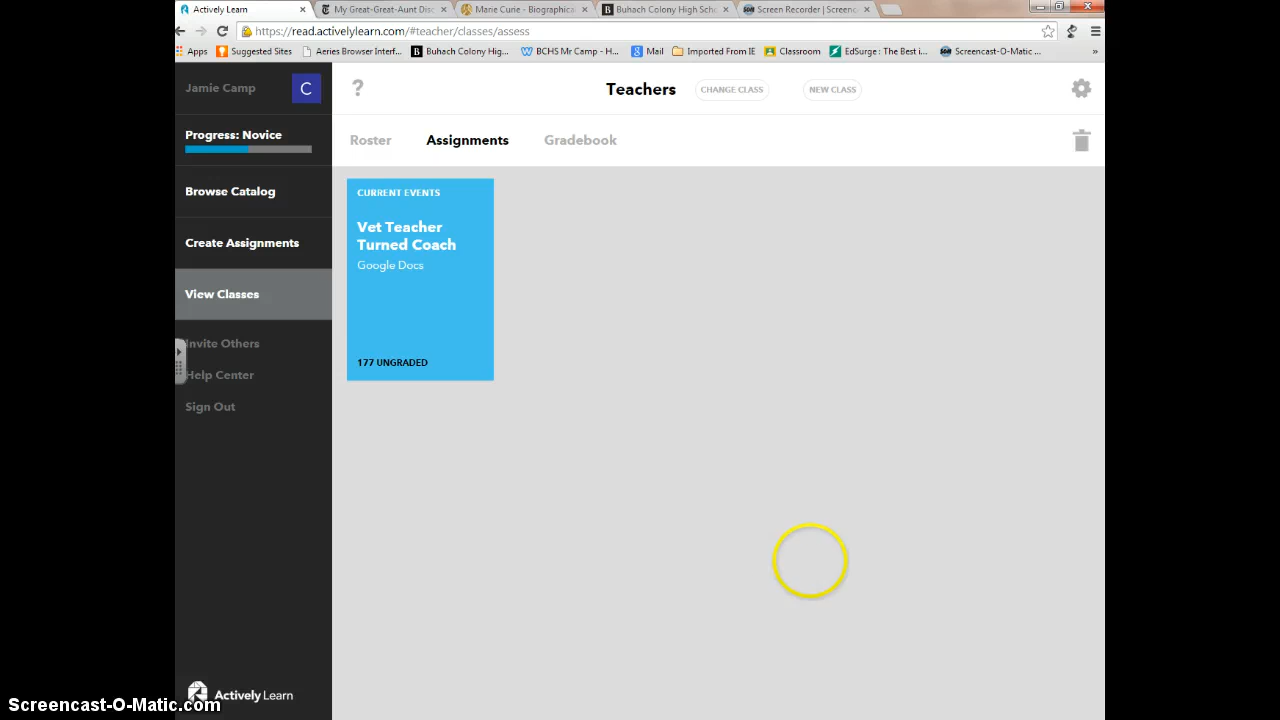 Actively Learn
My Great-Great-Aunt Disc
Marie Curie - Biographical
Buhach Colony High Scho
Screen Recorder | Screenc
https://read.activelylearn.com/#teacher/classes/assess
Apps
Suggested Sites
Aeries Browser Interf...
Buhach Colony Hig...
BCHS Mr Camp - H...
Mail
Imported From IE
Classroom
EdSurge : The Best i...
Screencast-O-Matic ...
»
Jamie Camp
C
?
Teachers
CHANGE CLASS
NEW CLASS
Progress: Novice
Roster
Assignments
Gradebook
Browse Catalog
Create Assignments
View Classes
Invite Others
Help Center
Sign Out
CURRENT EVENTS
Vet Teacher
Turned Coach
Google Docs
177 UNGRADED
Actively Learn
Screencast-O-Matic.com